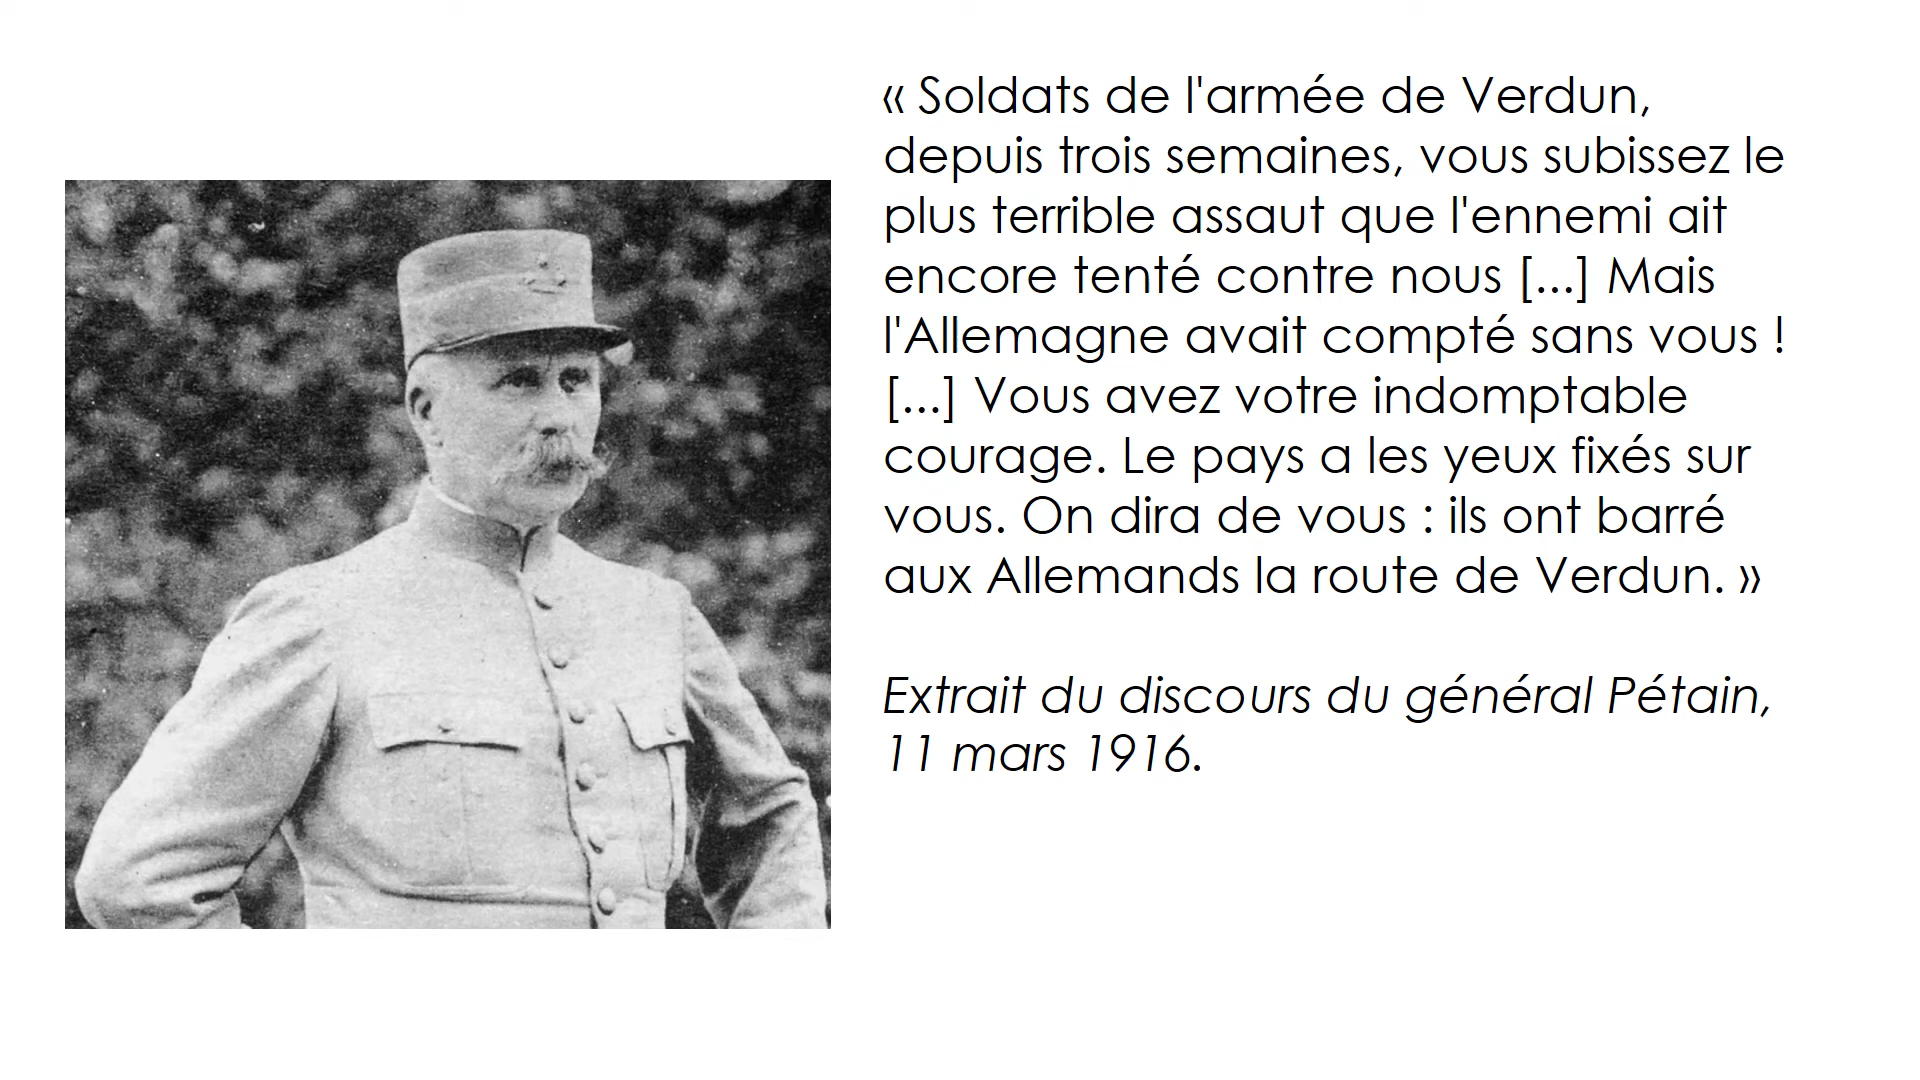 « Soldats de l'armée de Verdun,
depuis trois semaines, vous subissez le
plus terrible assaut que l'ennemi ait
encore tenté contre nous [...] Mais
l'Allemagne avait compté sans vous !
[...] Vous avez votre indomptable
courage. Le pays a les yeux fixés sur
vous. On dira de vous : ils ont barré
aux Allemands la route de Verdun. »
Extrait du discours du général Pétain,
11 mars 1916.